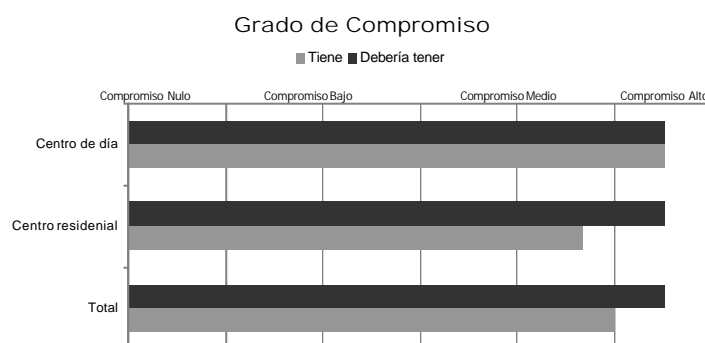 Grado de Compromiso
Tiene Debería tener
Compromiso Nulo Compromiso Bajo Compromiso Medio Compromiso Alto
Centro de día
Centro residenial
Total